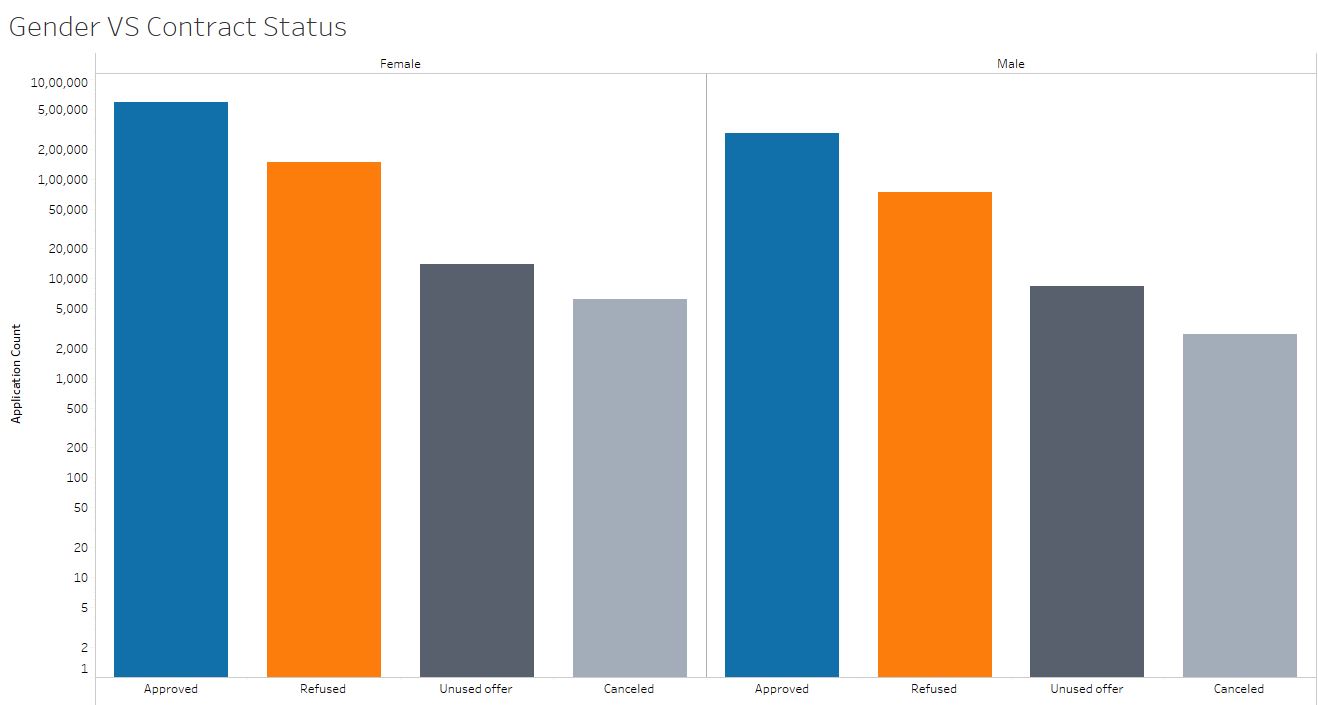 Gender VS Contract Status
Female
Male
10,00,000
5,00,000
2,00,000
1,00,000
50,000
20,000
10,000
5,000
2,000
1,000
500
200
100
50
20
10
5
2
1
Application Count
Approved
Refused
Unused offer
Canceled
Approved
Refused
Unused offer
Canceled